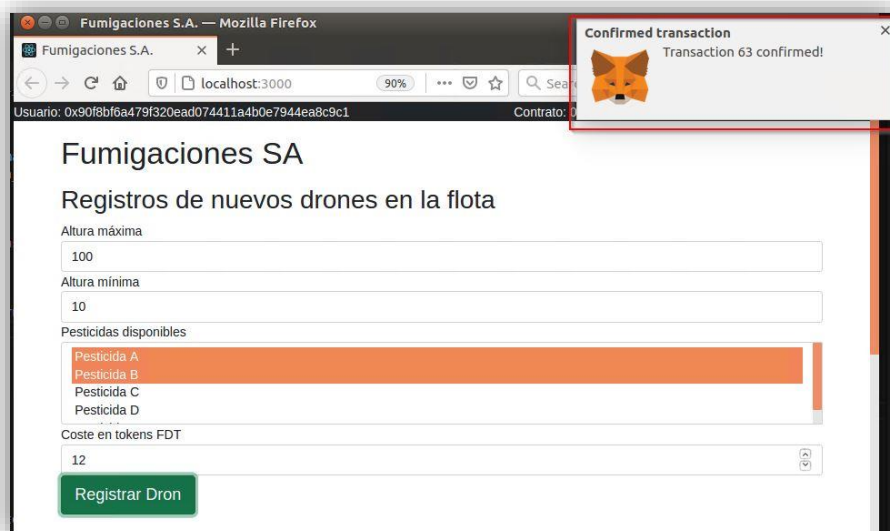 Fumigaciones S.A. — Mozilla Firefox
Confirmed transaction
Transaction 63 confirmed!
Fumigaciones S.A.
localhost:3000
90%
Usuario: 0x90f8bf6a479f320ead074411a4b0e7944ea8c9c1
Contrato:
Fumigaciones SA
Registros de nuevos drones en la flota
Altura máxima
100
Altura mínima
10
Pesticidas disponibles
Pesticida A
Pesticida B
Pesticida C
Pesticida D
Coste en tokens FDT
12
Registrar Dron